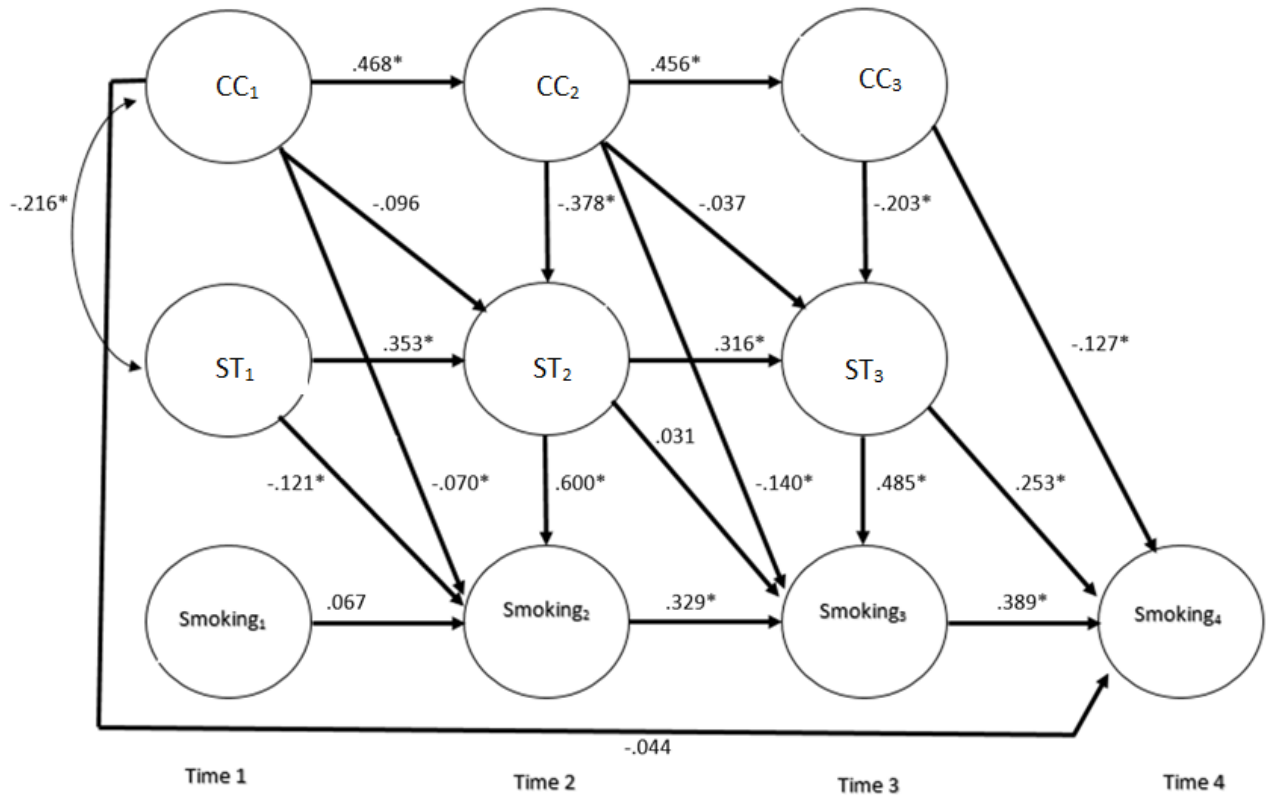 CC₁
.468*
CC₂
.456*
CC₃
-.216*
-.096
-.378*
-.037
-.203*
ST₁
.353*
ST₂
.316*
ST₃
-.127*
-.121*
-.070*
.600*
.031
-.140*
.485*
.253*
Smoking₁
.067
Smoking₂
.329*
Smoking₃
.389*
Smoking₄
-.044
Time 1
Time 2
Time 3
Time 4